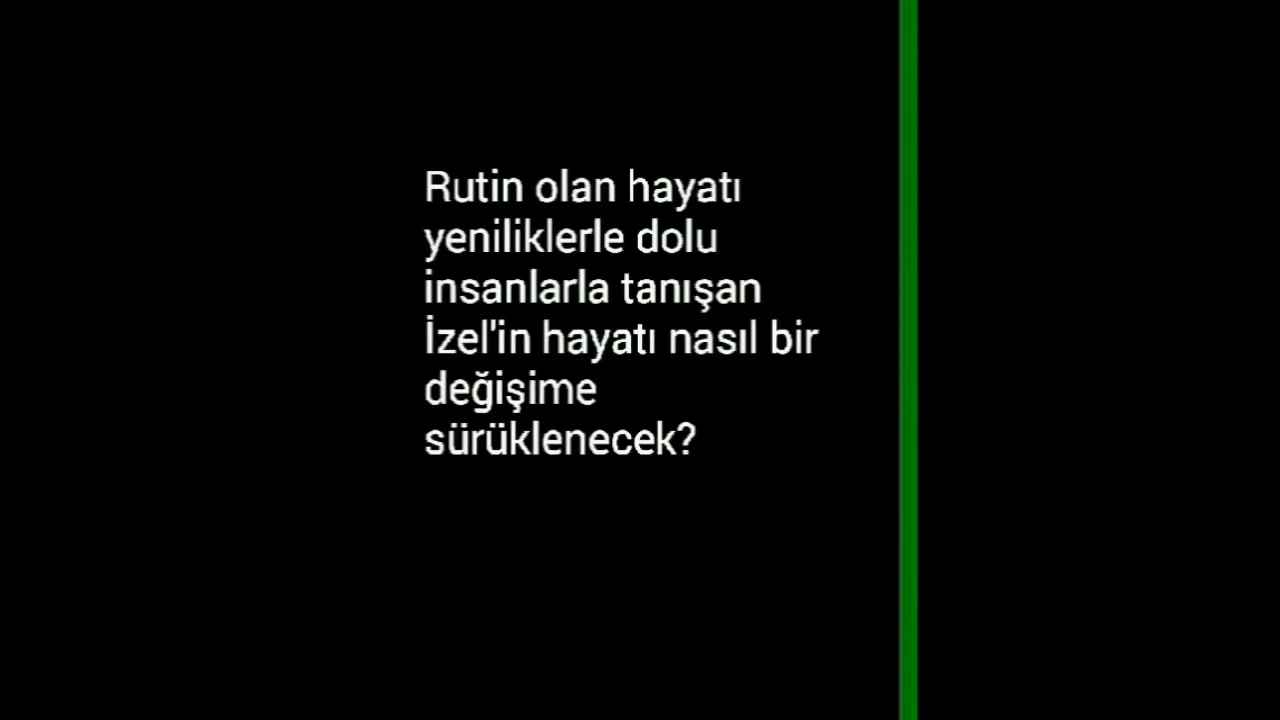 Rutin olan hayatı
yeniliklerle dolu
insanlarla tanışan
İzel'in hayatı nasıl bir
değişime
sürüklenecek?